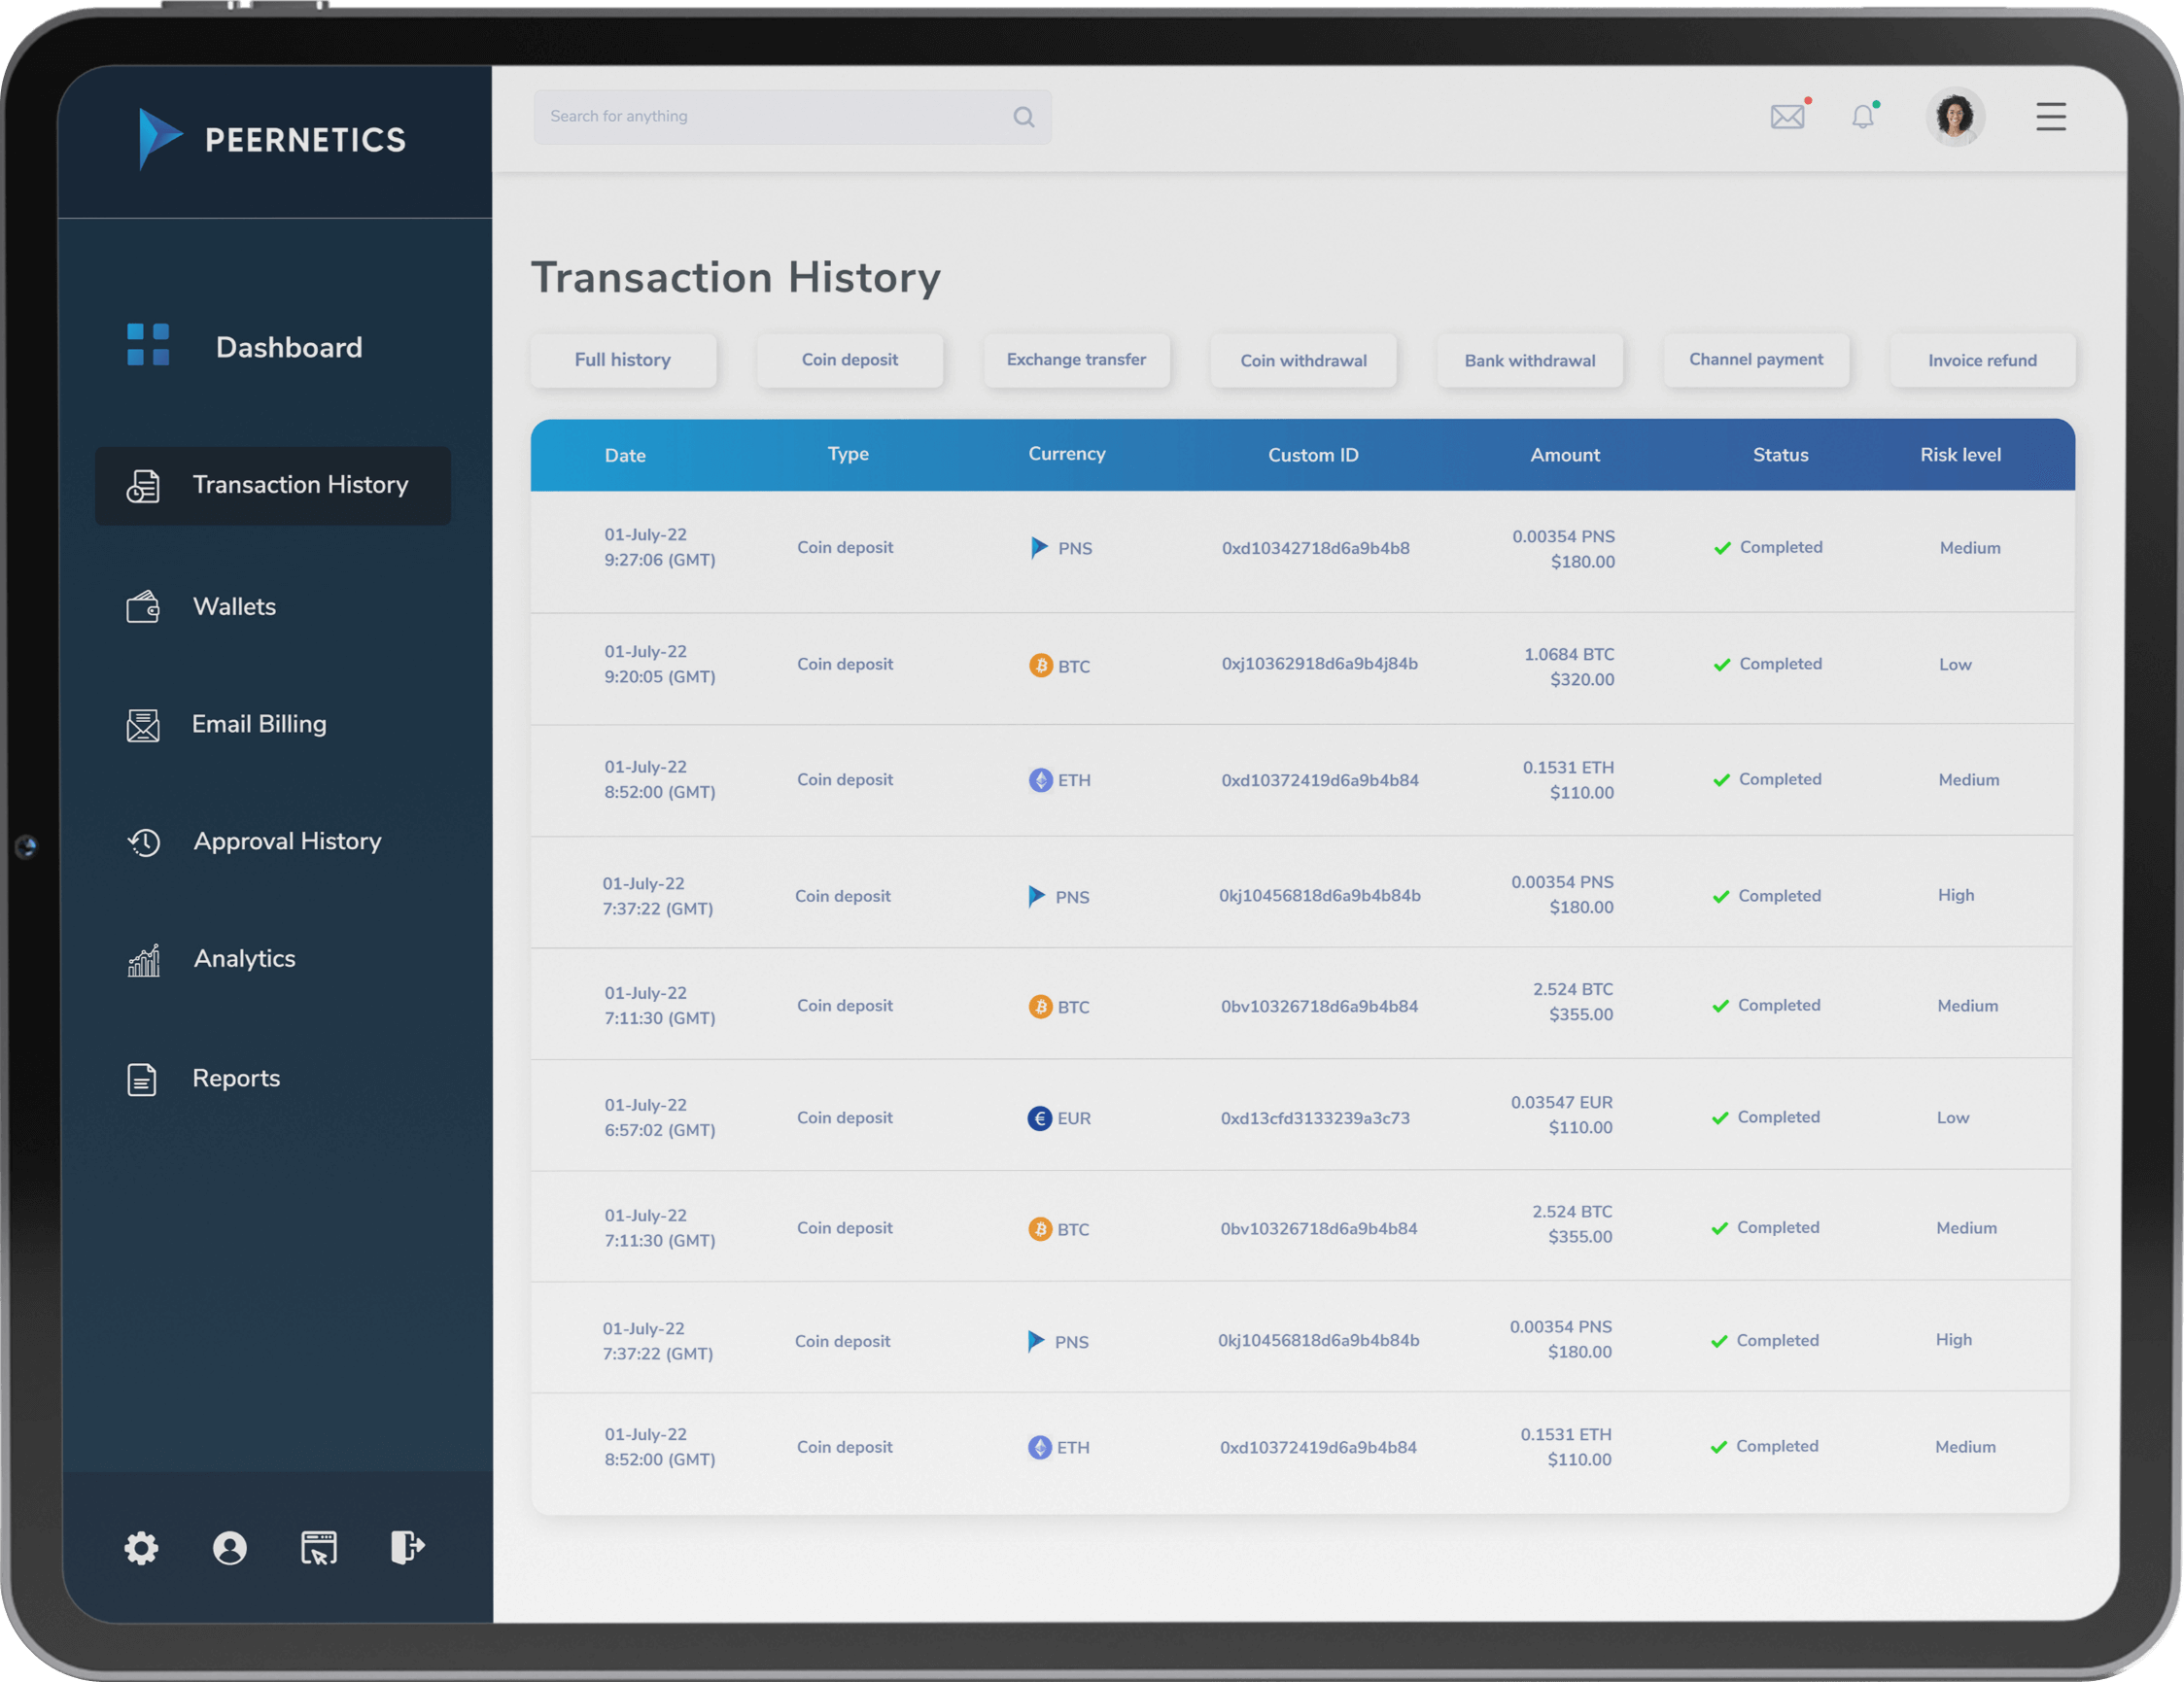 PEERNETICS
Search for anything
Dashboard
Transaction History
Wallets
Email Billing
Approval History
Analytics
Reports
Transaction History
Full history Coin deposit Exchange transfer Coin withdrawal Bank withdrawal Channel payment Invoice refund
Date Type Currency Custom ID Amount Status Risk level
01-July-22
9:27:06 (GMT) Coin deposit PNS 0xd10342718d6a9b4b8 0.00354 PNS
$180.00 Completed Medium
01-July-22
9:20:05 (GMT) Coin deposit BTC 0xj10362918d6a9b4j84b 1.0684 BTC
$320.00 Completed Low
01-July-22
8:52:00 (GMT) Coin deposit ETH 0xd10372419d6a9b4b84 0.1531 ETH
$110.00 Completed Medium
01-July-22
7:37:22 (GMT) Coin deposit PNS 0kj10456818d6a9b4b84b 0.00354 PNS
$180.00 Completed High
01-July-22
7:11:30 (GMT) Coin deposit BTC 0bv10326718d6a9b4b84 2.524 BTC
$355.00 Completed Medium
01-July-22
6:57:02 (GMT) Coin deposit EUR 0xd13cfd3133239a3c73 0.03547 EUR
$110.00 Completed Low
01-July-22
7:11:30 (GMT) Coin deposit BTC 0bv10326718d6a9b4b84 2.524 BTC
$355.00 Completed Medium
01-July-22
7:37:22 (GMT) Coin deposit PNS 0kj10456818d6a9b4b84b 0.00354 PNS
$180.00 Completed High
01-July-22
8:52:00 (GMT) Coin deposit ETH 0xd10372419d6a9b4b84 0.1531 ETH
$110.00 Completed Medium